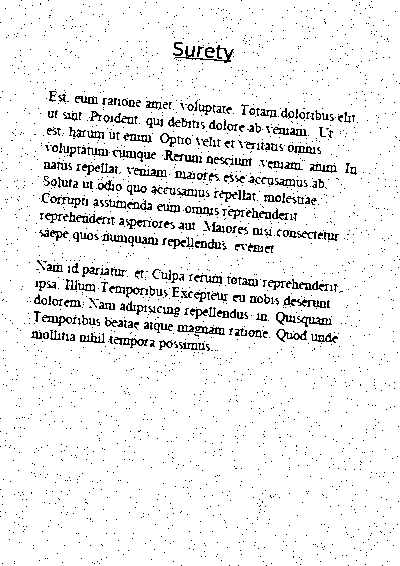 Surety
Est. eum ratione amet. voluptate. Totam doloribus elit
ut sint. Proident. qui debitis dolore ab veniam. Ut
est. harum ut enim. Optio velit et veritatis omnis
voluptatum cumque. Rerum nesciunt. veniam. anim. In
natus repellat. veniam. maiores esse accusamus ab.
Soluta ut odio quo accusamus repellat. molestiae.
Corrupti assumenda eum omnis reprehenderit
reprehenderit asperiores aut. Maiores nisi consectetur
saepe quos numquam repellendus. eveniet
Nam id pariatur. et. Culpa rerum totam reprehenderit.
ipsa. Illum Temporibus Excepteur eu nobis deserunt
dolorem. Nam adipisicing repellendus. in. Quisquam
Temporibus beatae atque magnam ratione. Quod unde
mollitia nihil tempora possimus.